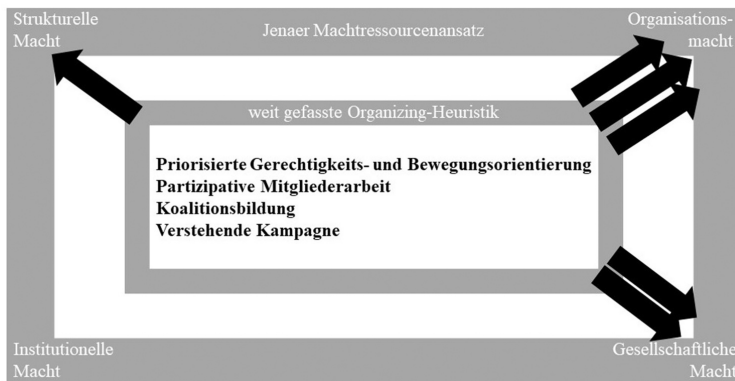 Strukturelle
Macht
Jenaer Machtressourcenansatz
Organisations-
macht
weit gefasste Organizing-Heuristik
Priorisierte Gerechtigkeits- und Bewegungsorientierung
Partizipative Mitgliederarbeit
Koalitionsbildung
Verstehende Kampagne
Institutionelle
Macht
Gesellschaftliche
Macht